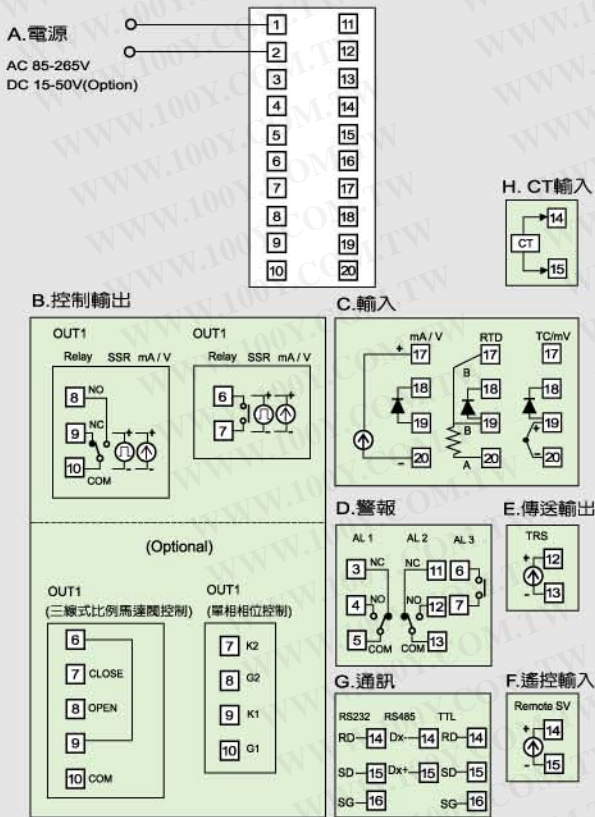 A.電源
AC 85-265V
DC 15-50V(Option)
1 11
2 12
3 13
4 14
5 15
6 16
7 17
8 18
9 19
10 20
H. CT輸入
14
CT
15
B.控制輸出
OUT1 OUT1
Relay SSR mA / V Relay SSR mA / V
8 NO
9 NC
10 COM
+ + - -
6
7
+ + - -
(Optional)
OUT1
(三線式比例馬達閥控制)
6
7 CLOSE
8 OPEN
9
10 COM
OUT1
(單相相位控制)
7 K2
8 G2
9 K1
10 G1
C.輸入
mA / V RTD TC/mV
+ 17 17 17
B
18 18 18
19 B 19 19 +
- 20 A 20 - 20
D.警報
AL 1 AL 2 AL 3
3 NC NC 11 6
4 NO NO 12 7
5 COM COM 13
E.傳送輸出
TRS
+ 12
- 13
G.通訊
RS232 RS485 TTL
RD 14 Dx- 14 RD 14
SD 15 Dx+ 15 SD 15
SG 16 SG 16
F.遙控輸入
Remote SV
+ 14
- 15
WWW.100Y.COM.TW